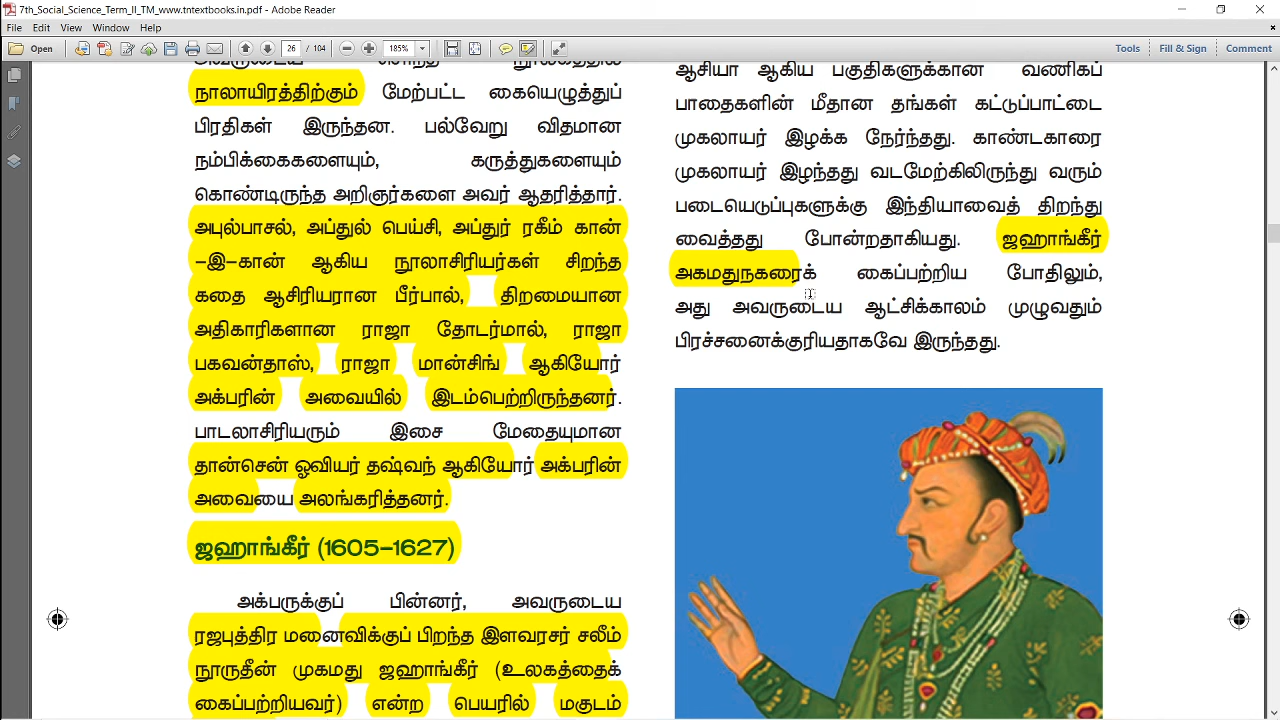 7th_Social_Science_Term_II_TM_www.tntextbooks.in.pdf - Adobe Reader
File Edit View Window Help
Open 26 / 104 185% Tools Fill & Sign Comment
நாலாயிரத்திற்கும் மேற்பட்ட கையெழுத்துப்
பிரதிகள் இருந்தன. பல்வேறு விதமான
நம்பிக்கைகளையும், கருத்துகளையும்
கொண்டிருந்த அறிஞர்களை அவர் ஆதரித்தார்.
அபுல்பாசல், அப்துல் பெய்சி, அப்துர் ரகீம் கான்
–இ–கான் ஆகிய நூலாசிரியர்கள் சிறந்த
கதை ஆசிரியரான பீர்பால், திறமையான
அதிகாரிகளான ராஜா தோடர்மால், ராஜா
பகவன்தாஸ், ராஜா மான்சிங் ஆகியோர்
அக்பரின் அவையில் இடம்பெற்றிருந்தனர்.
பாடலாசிரியரும் இசை மேதையுமான
தான்சென் ஓவியர் தஷ்வந் ஆகியோர் அக்பரின்
அவையை அலங்கரித்தனர்.
ஜஹாங்கீர் (1605–1627)
அக்பருக்குப் பின்னர், அவருடைய
ரஜபுத்திர மனைவிக்குப் பிறந்த இளவரசர் சலீம்
நூருதீன் முகமது ஜஹாங்கீர் (உலகத்தைக்
கைப்பற்றியவர்) என்ற பெயரில் மகுடம்
ஆசியா ஆகிய பகுதிகளுக்கான வணிகப்
பாதைகளின் மீதான தங்கள் கட்டுப்பாட்டை
முகலாயர் இழக்க நேர்ந்தது. காண்டகாரை
முகலாயர் இழந்தது வடமேற்கிலிருந்து வரும்
படையெடுப்புகளுக்கு இந்தியாவைத் திறந்து
வைத்தது போன்றதாகியது. ஜஹாங்கீர்
அகமதுநகரைக் கைப்பற்றிய போதிலும்,
அது அவருடைய ஆட்சிக்காலம் முழுவதும்
பிரச்சனைக்குரியதாகவே இருந்தது.